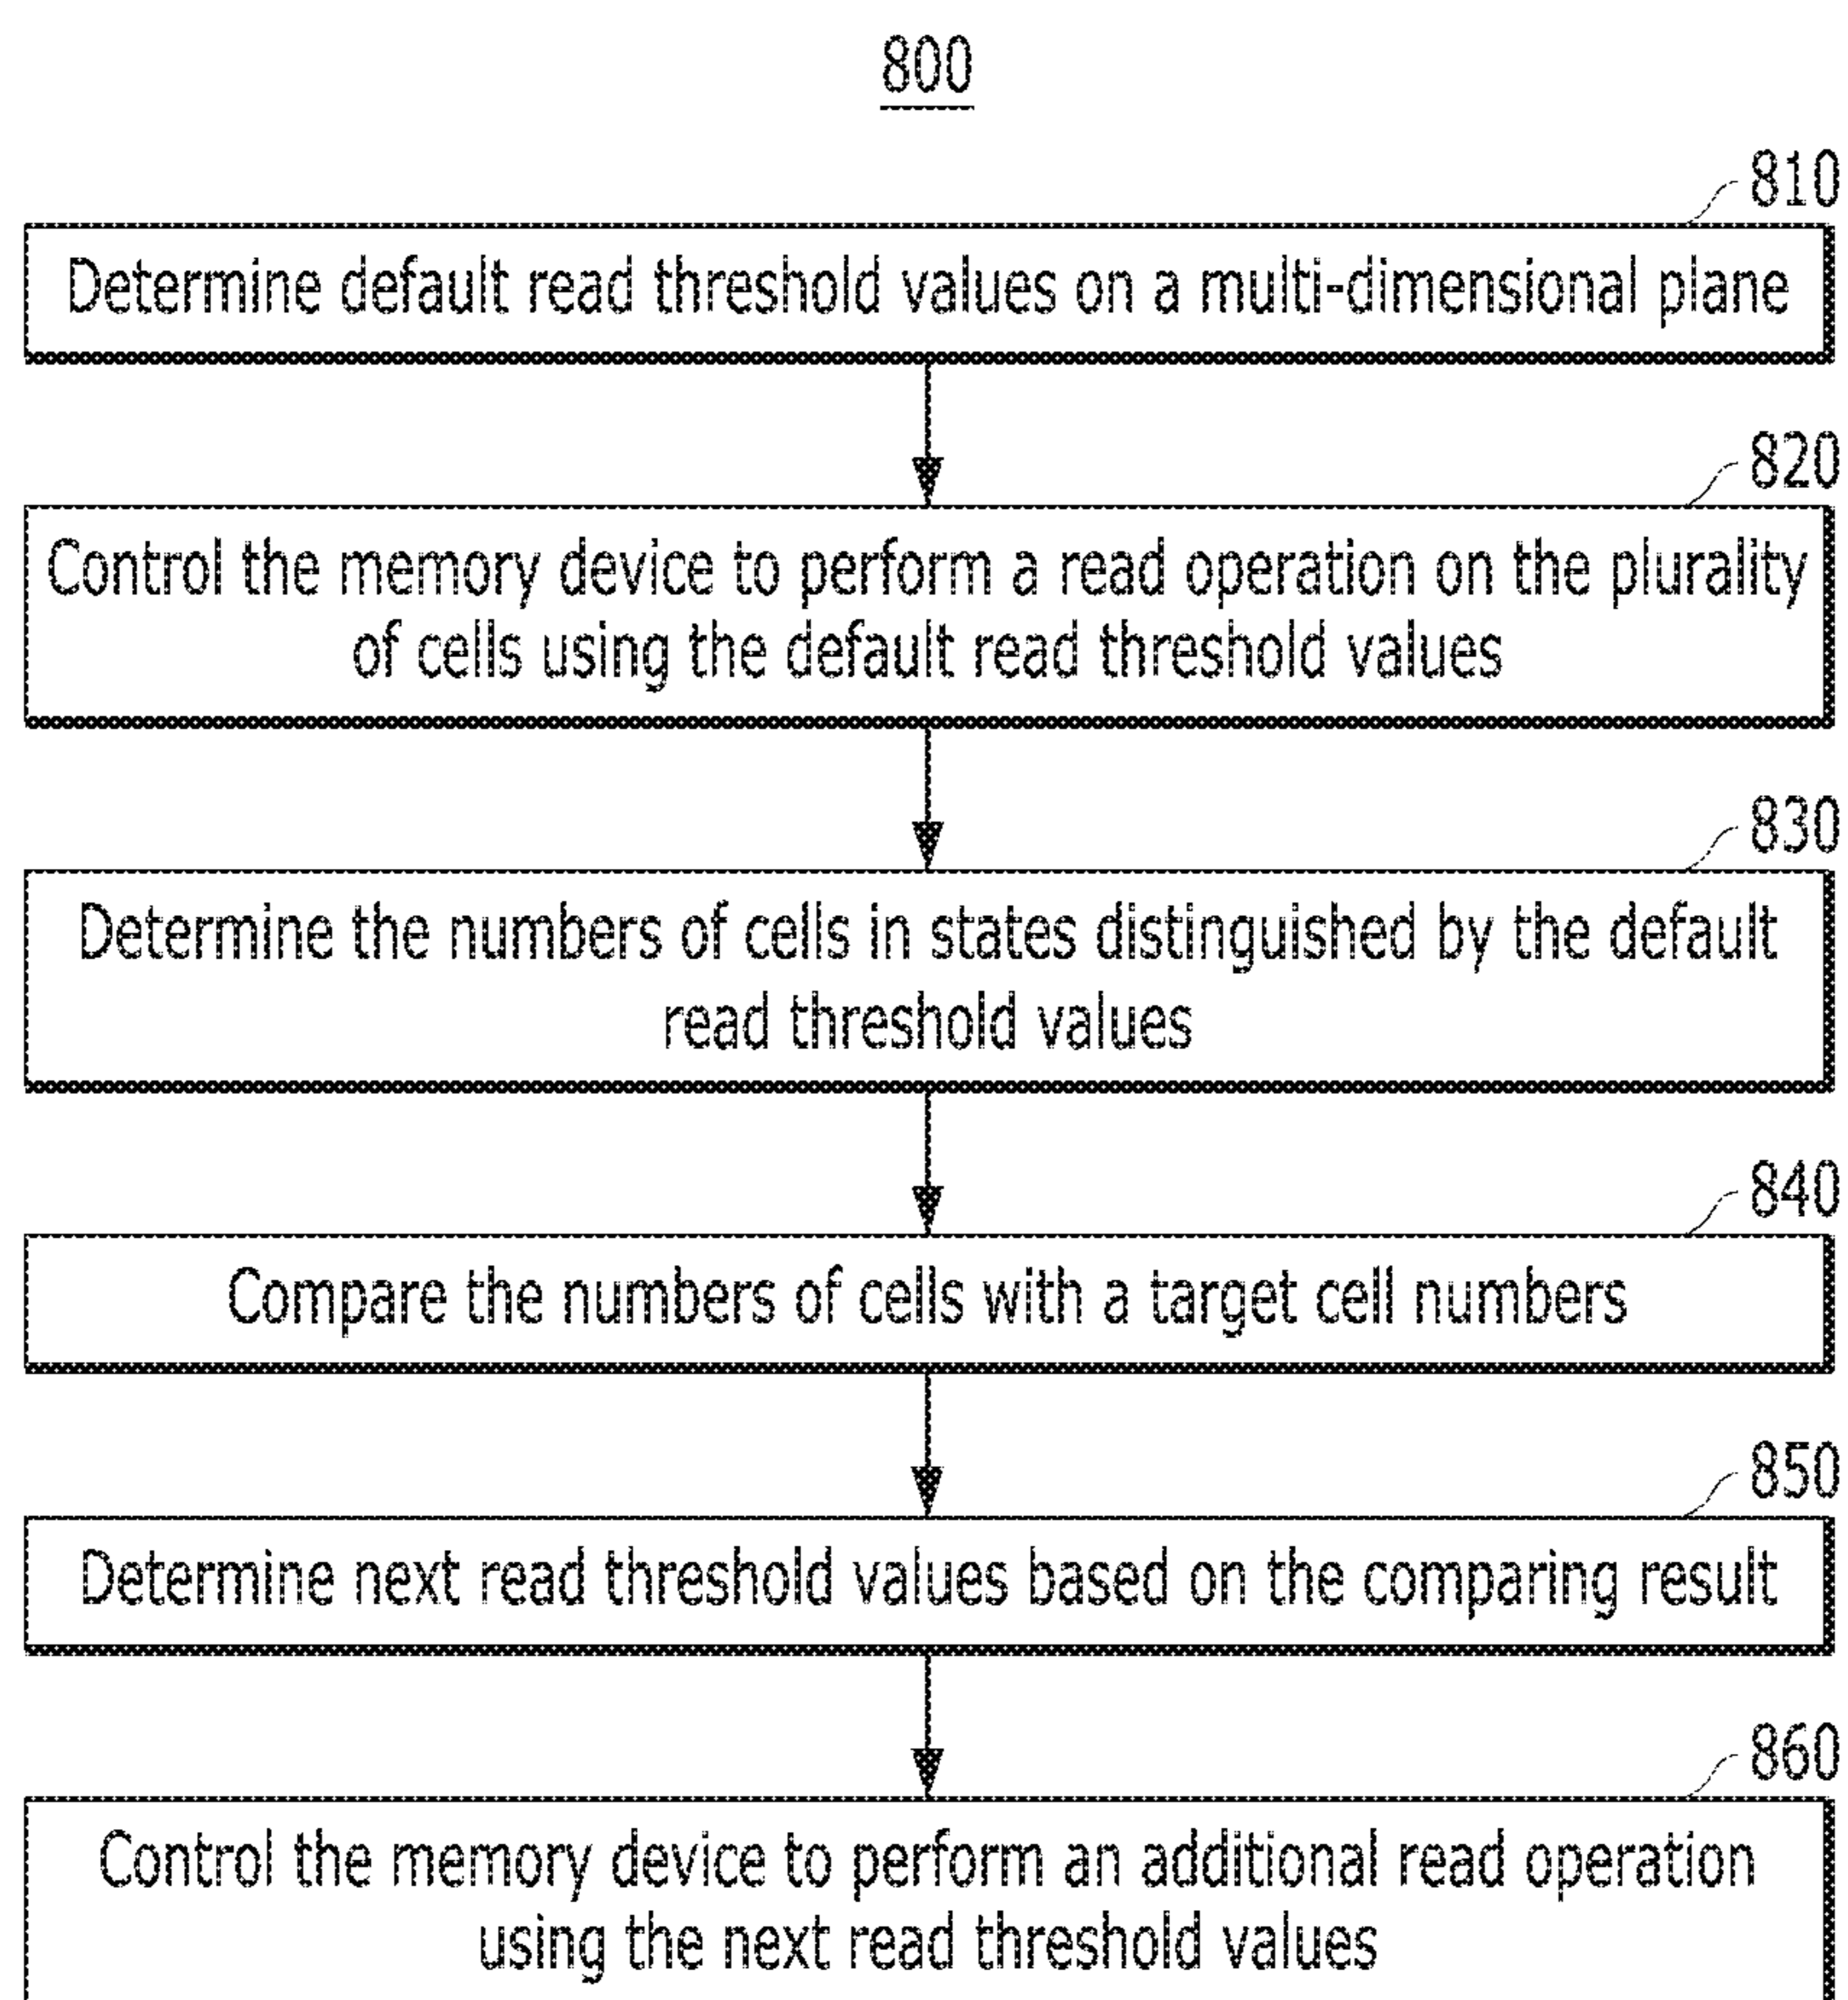 800
810
Determine default read threshold values on a multi-dimensional plane
820
Control the memory device to perform a read operation on the plurality
of cells using the default read threshold values
830
Determine the numbers of cells in states distinguished by the default
read threshold values
840
Compare the numbers of cells with a target cell numbers
850
Determine next read threshold values based on the comparing result
860
Control the memory device to perform an additional read operation
using the next read threshold values